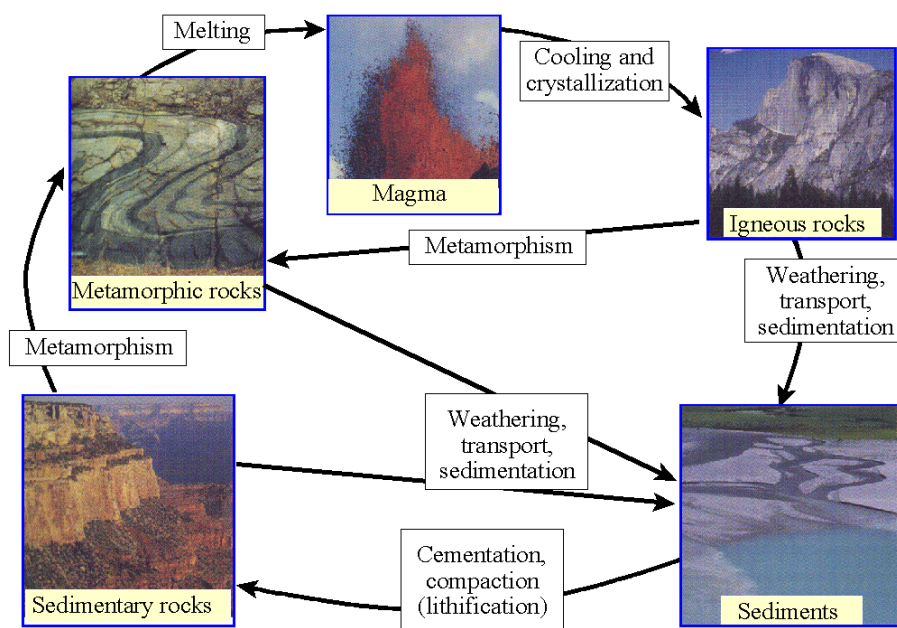 Melting
Cooling and
crystallization
Magma
Igneous rocks
Metamorphism
Metamorphic rocks
Weathering,
transport,
sedimentation
Metamorphism
Weathering,
transport,
sedimentation
Cementation,
compaction
(lithification)
Sedimentary rocks
Sediments